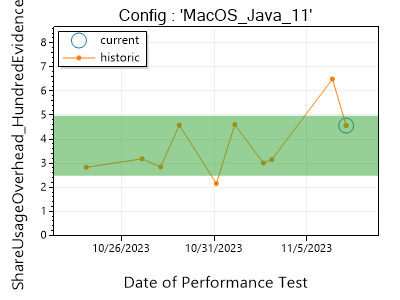 Config : 'MacOS_Java_11'
current
historic
ShareUsageOverhead_HundredEvidence
8
7
6
5
4
3
2
1
0
10/26/2023
10/31/2023
11/5/2023
Date of Performance Test